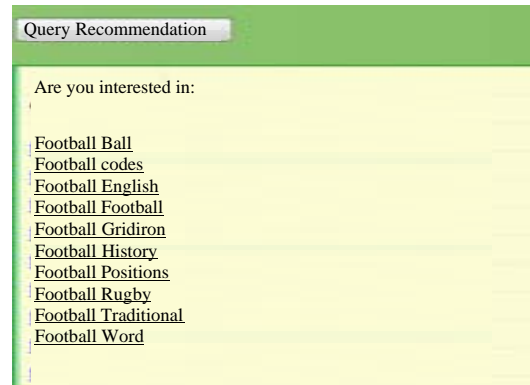 Query Recommendation
Are you interested in:
Football Ball
Football codes
Football English
Football Football
Football Gridiron
Football History
Football Positions
Football Rugby
Football Traditional
Football Word